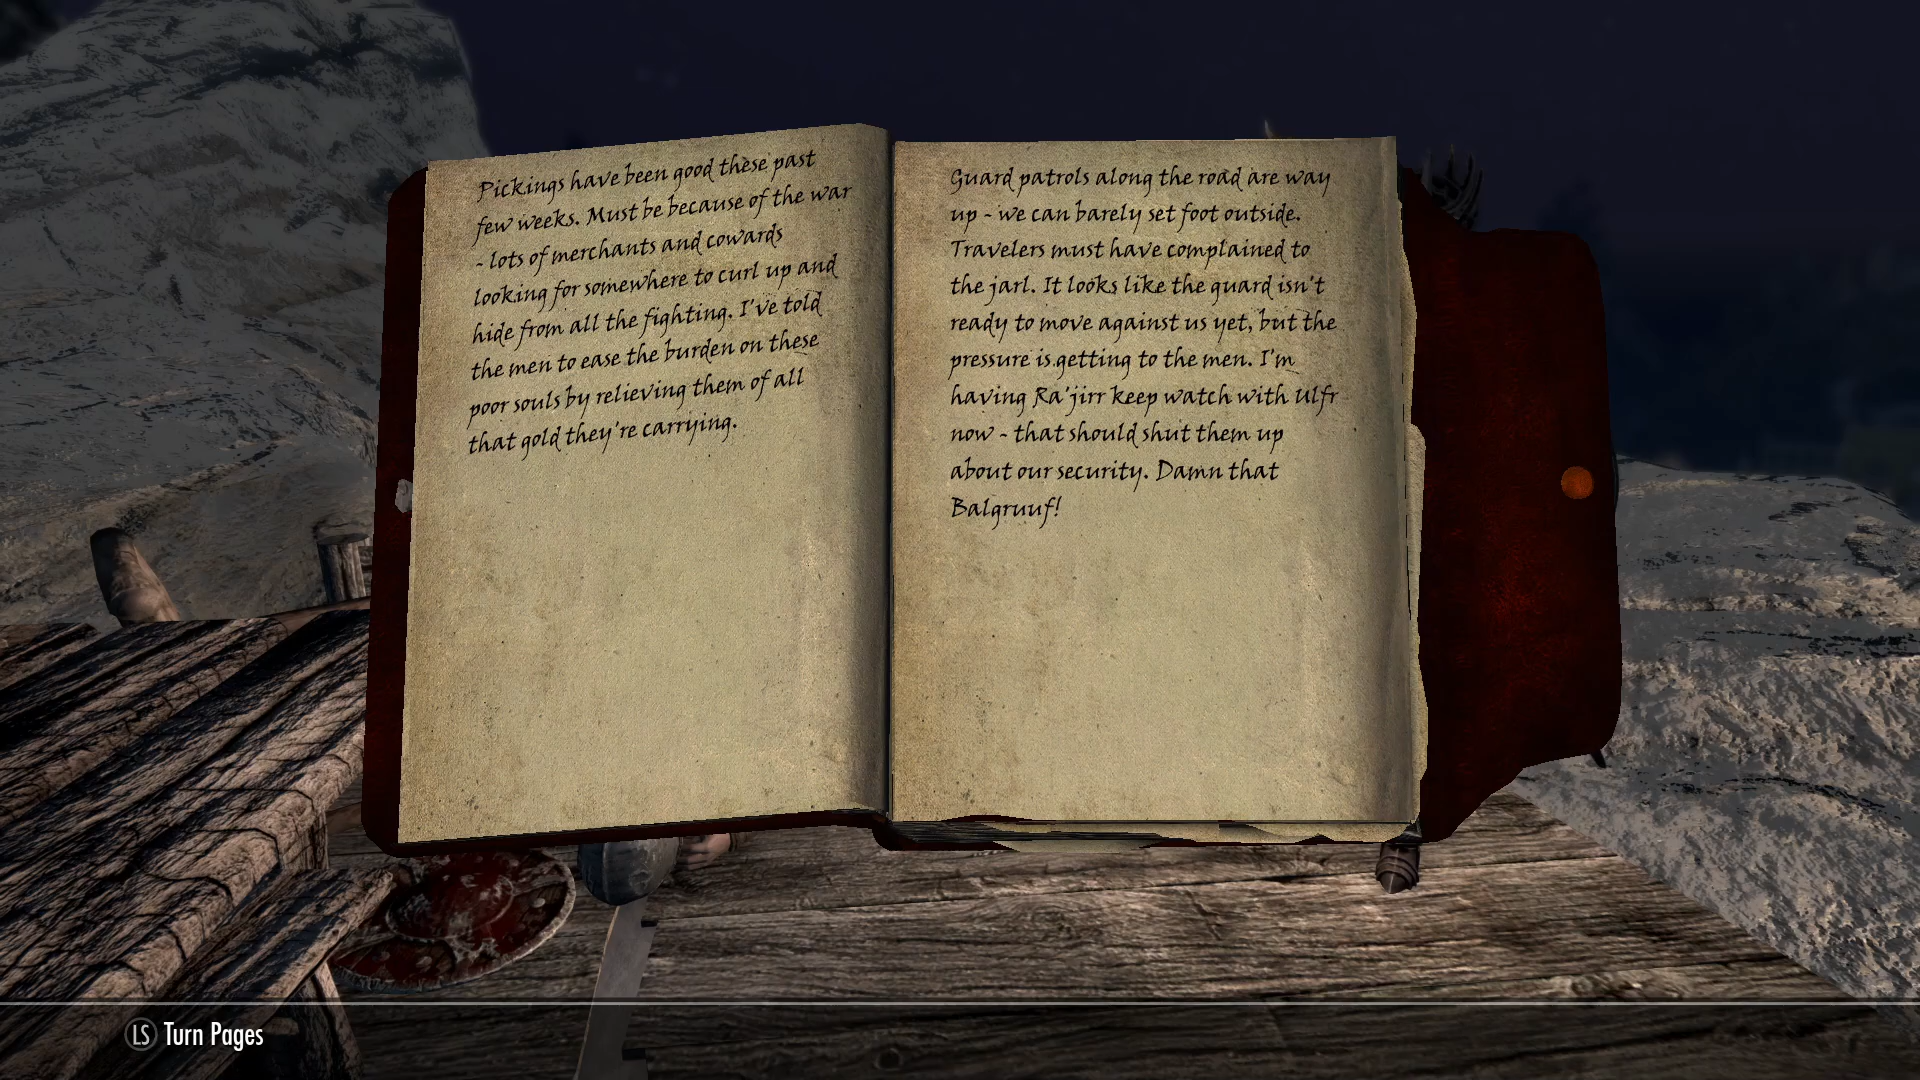 Pickings have been good these past
few weeks. Must be because of the war
- lots of merchants and cowards
looking for somewhere to curl up and
hide from all the fighting. I've told
the men to ease the burden on these
poor souls by relieving them of all
that gold they're carrying.
Guard patrols along the road are way
up - we can barely set foot outside.
Travelers must have complained to
the jarl. It looks like the guard isn't
ready to move against us yet, but the
pressure is getting to the men. I'm
having Ra'jirr keep watch with Ulfr
now - that should shut them up
about our security. Damn that
Balgruuf!
LS Turn Pages